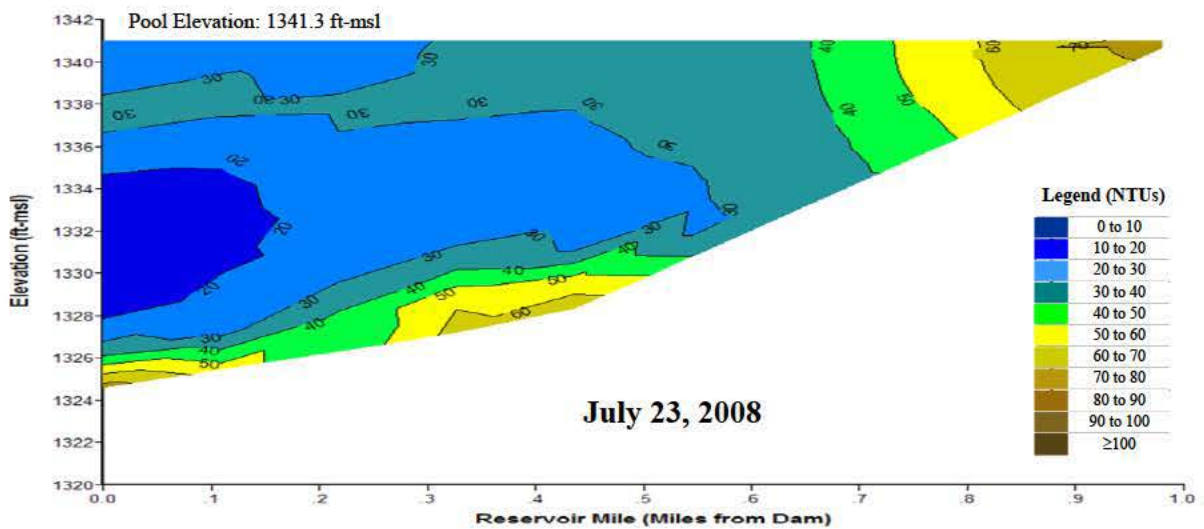 Pool Elevation: 1341.3 ft-msl
1342
1340
1338
1336
1334
1332
1330
1328
1326
1324
1322
1320
Elevation (ft-msl)
30
30
30
30
30
30
30
30
40
40
50
50
60
70
20
20
20
30
30
30
30
30
30
40
40
40
40
50
50
50
60
Legend (NTUs)
0 to 10
10 to 20
20 to 30
30 to 40
40 to 50
50 to 60
60 to 70
70 to 80
80 to 90
90 to 100
≥100
July 23, 2008
0.0 .1 .2 .3 .4 .5 .6 .7 .8 .9 1.0
Reservoir Mile (Miles from Dam)